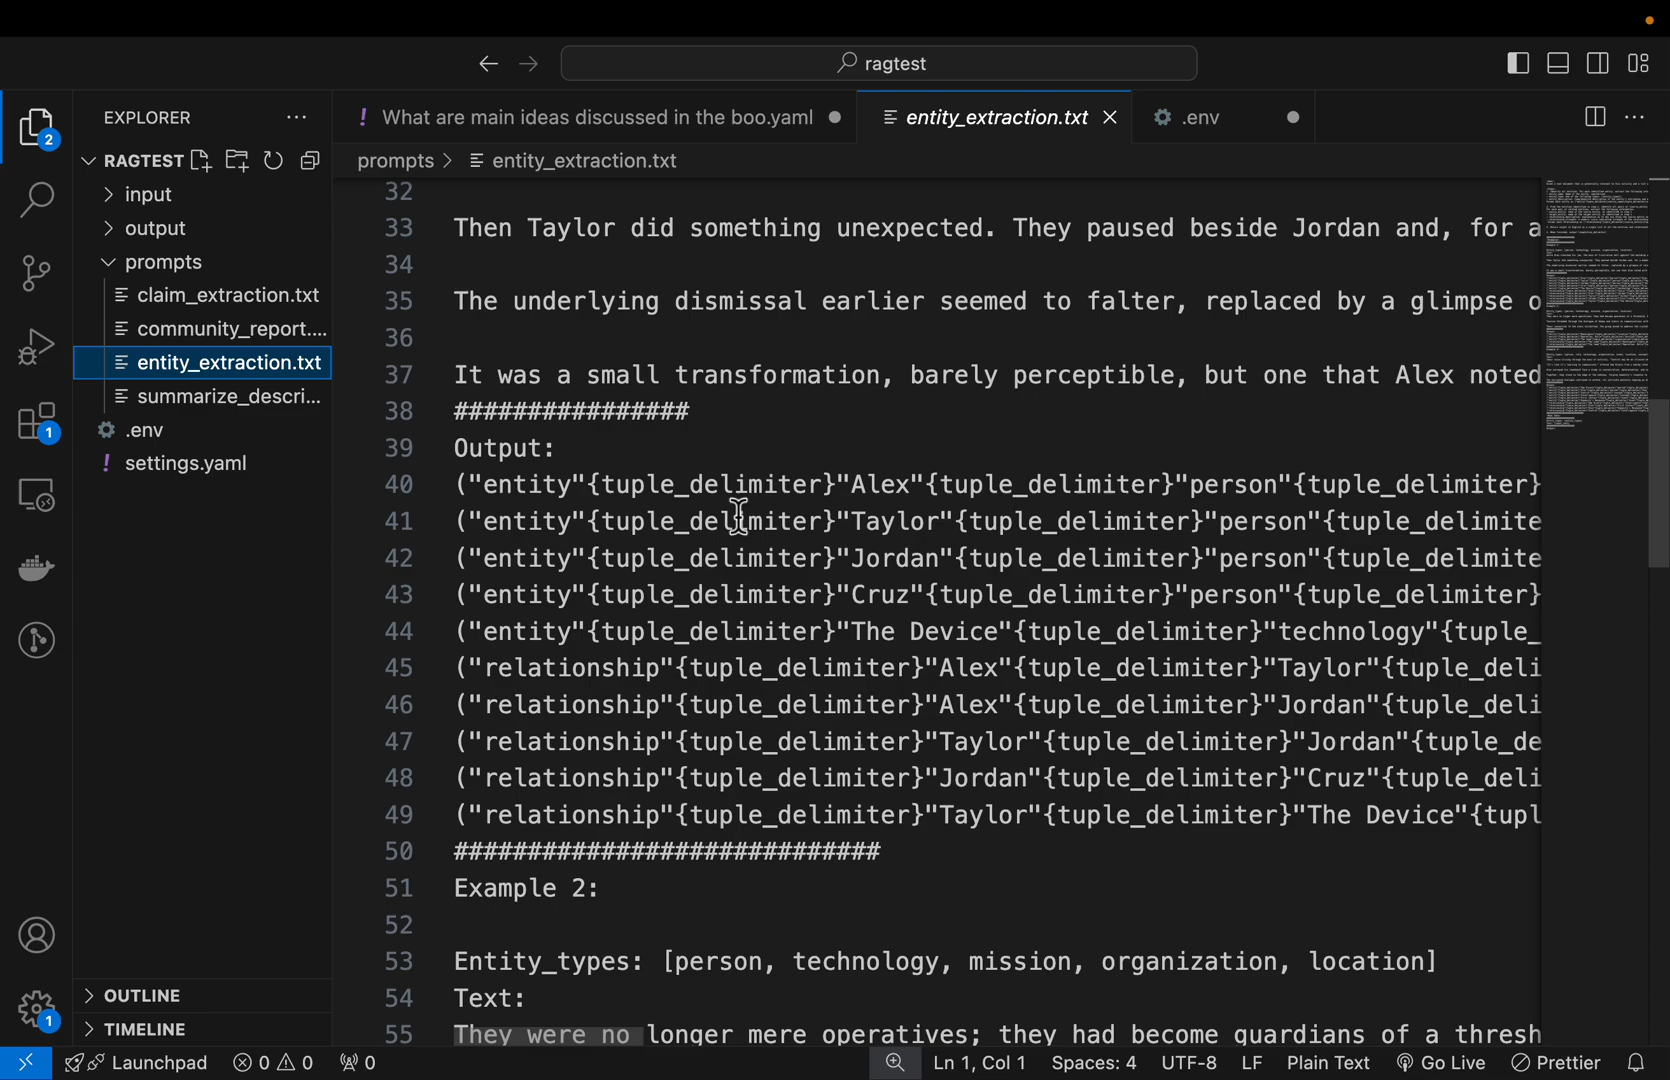 ragtest
EXPLORER
! What are main ideas discussed in the boo.yaml
entity_extraction.txt
.env
RAGTEST
prompts > entity_extraction.txt
input
output
prompts
claim_extraction.txt
community_report....
entity_extraction.txt
summarize_descri...
.env
! settings.yaml
2
1
1
OUTLINE
TIMELINE
32
33 Then Taylor did something unexpected. They paused beside Jordan and, for a
34
35 The underlying dismissal earlier seemed to falter, replaced by a glimpse o
36
37 It was a small transformation, barely perceptible, but one that Alex noted
38 ################
39 Output:
40 ("entity"{tuple_delimiter}"Alex"{tuple_delimiter}"person"{tuple_delimiter}
41 ("entity"{tuple_delimiter}"Taylor"{tuple_delimiter}"person"{tuple_delimite
42 ("entity"{tuple_delimiter}"Jordan"{tuple_delimiter}"person"{tuple_delimite
43 ("entity"{tuple_delimiter}"Cruz"{tuple_delimiter}"person"{tuple_delimiter}
44 ("entity"{tuple_delimiter}"The Device"{tuple_delimiter}"technology"{tuple_
45 ("relationship"{tuple_delimiter}"Alex"{tuple_delimiter}"Taylor"{tuple_deli
46 ("relationship"{tuple_delimiter}"Alex"{tuple_delimiter}"Jordan"{tuple_deli
47 ("relationship"{tuple_delimiter}"Taylor"{tuple_delimiter}"Jordan"{tuple_de
48 ("relationship"{tuple_delimiter}"Jordan"{tuple_delimiter}"Cruz"{tuple_deli
49 ("relationship"{tuple_delimiter}"Taylor"{tuple_delimiter}"The Device"{tupl
50 #############################
51 Example 2:
52
53 Entity_types: [person, technology, mission, organization, location]
54 Text:
55 They were no longer mere operatives; they had become guardians of a thresh
Launchpad 0 0 0 Ln 1, Col 1 Spaces: 4 UTF-8 LF Plain Text Go Live Prettier